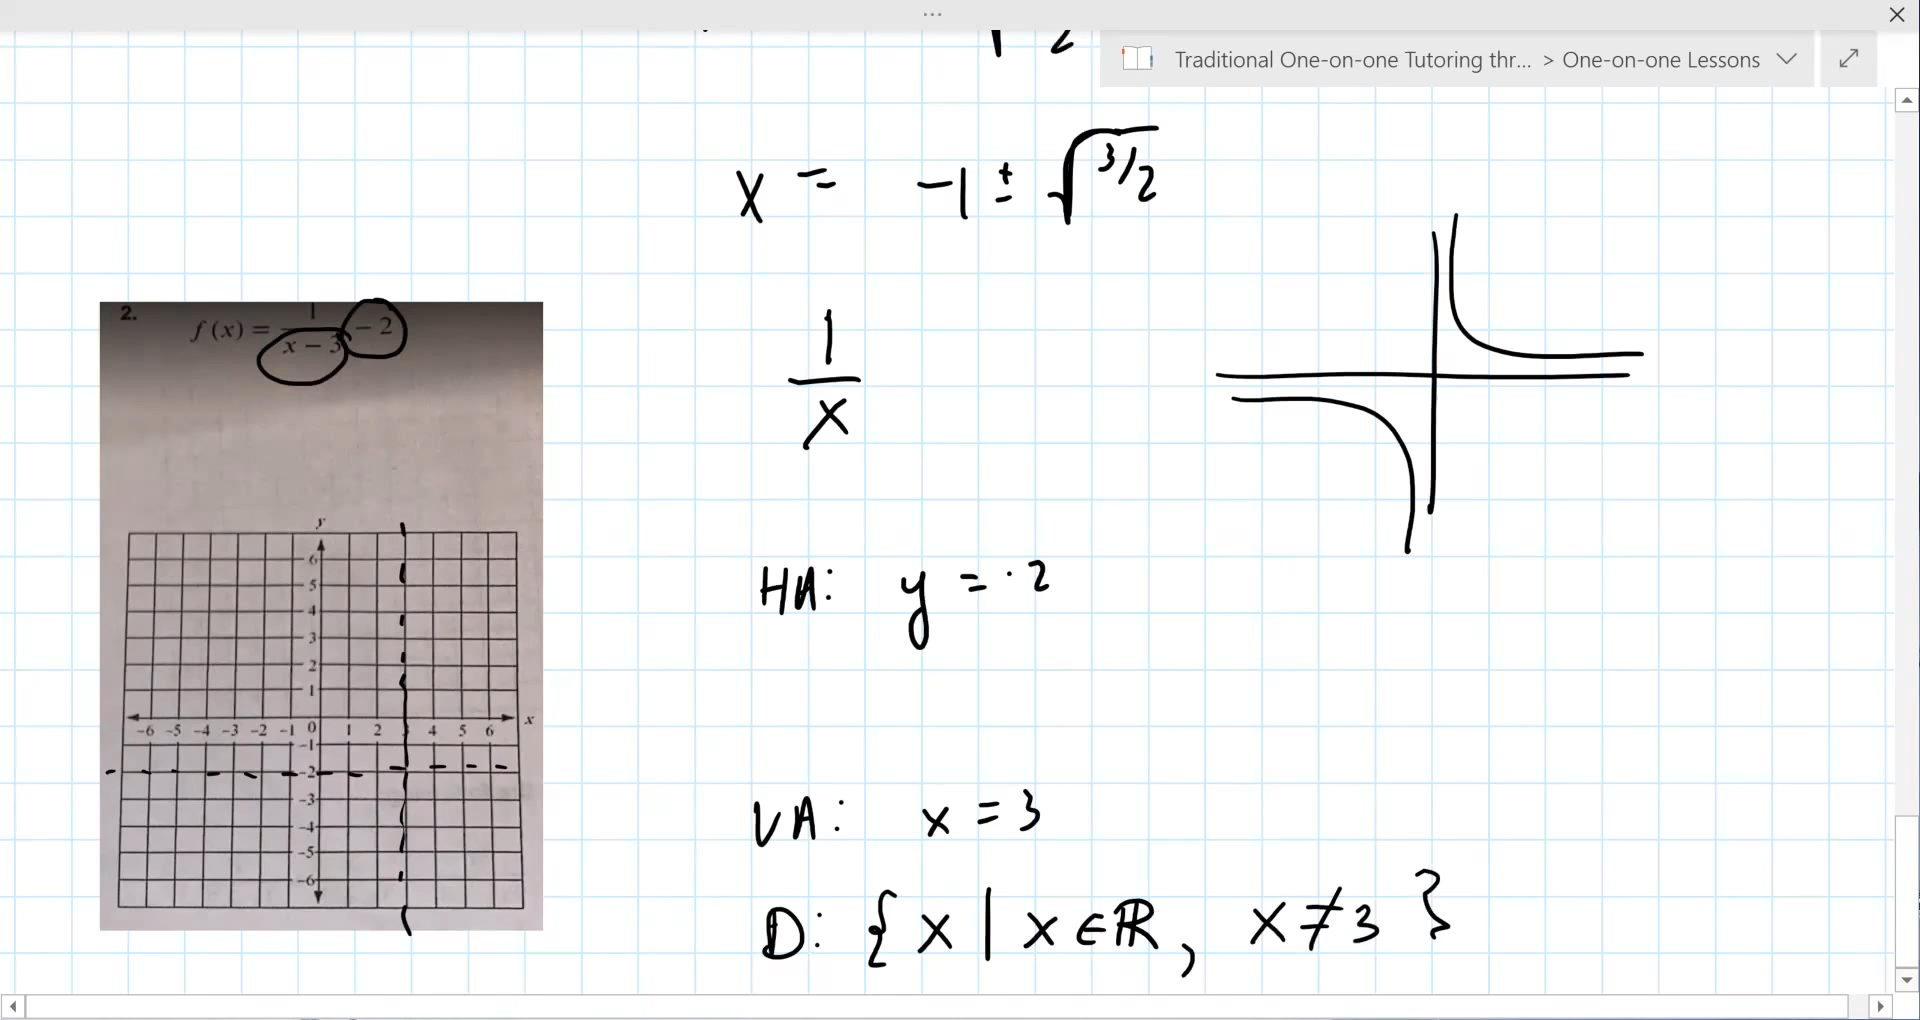 ...
Traditional One-on-one Tutoring thr... > One-on-one Lessons
2
x = -1 ± √3/2
2.
f(x) = 1/(x - 3) - 2
1/x
y
6
5
4
3
2
1
-6 -5 -4 -3 -2 -1 0 1 2 4 5 6 x
-1
-2
-3
-4
-5
-6
HA: y = -2
VA: x = 3
D: { x | x ∈ ℝ, x ≠ 3 }